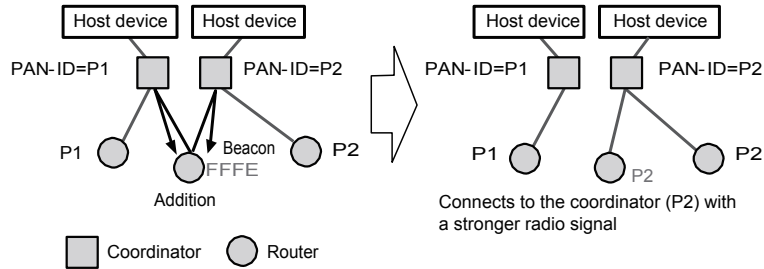 Host device
Host device
PAN-ID=P1
PAN-ID=P2
P1
Beacon
P2
FFFE
Addition
Host device
Host device
PAN-ID=P1
PAN-ID=P2
P1
P2
P2
Connects to the coordinator (P2) with
a stronger radio signal
Coordinator
Router